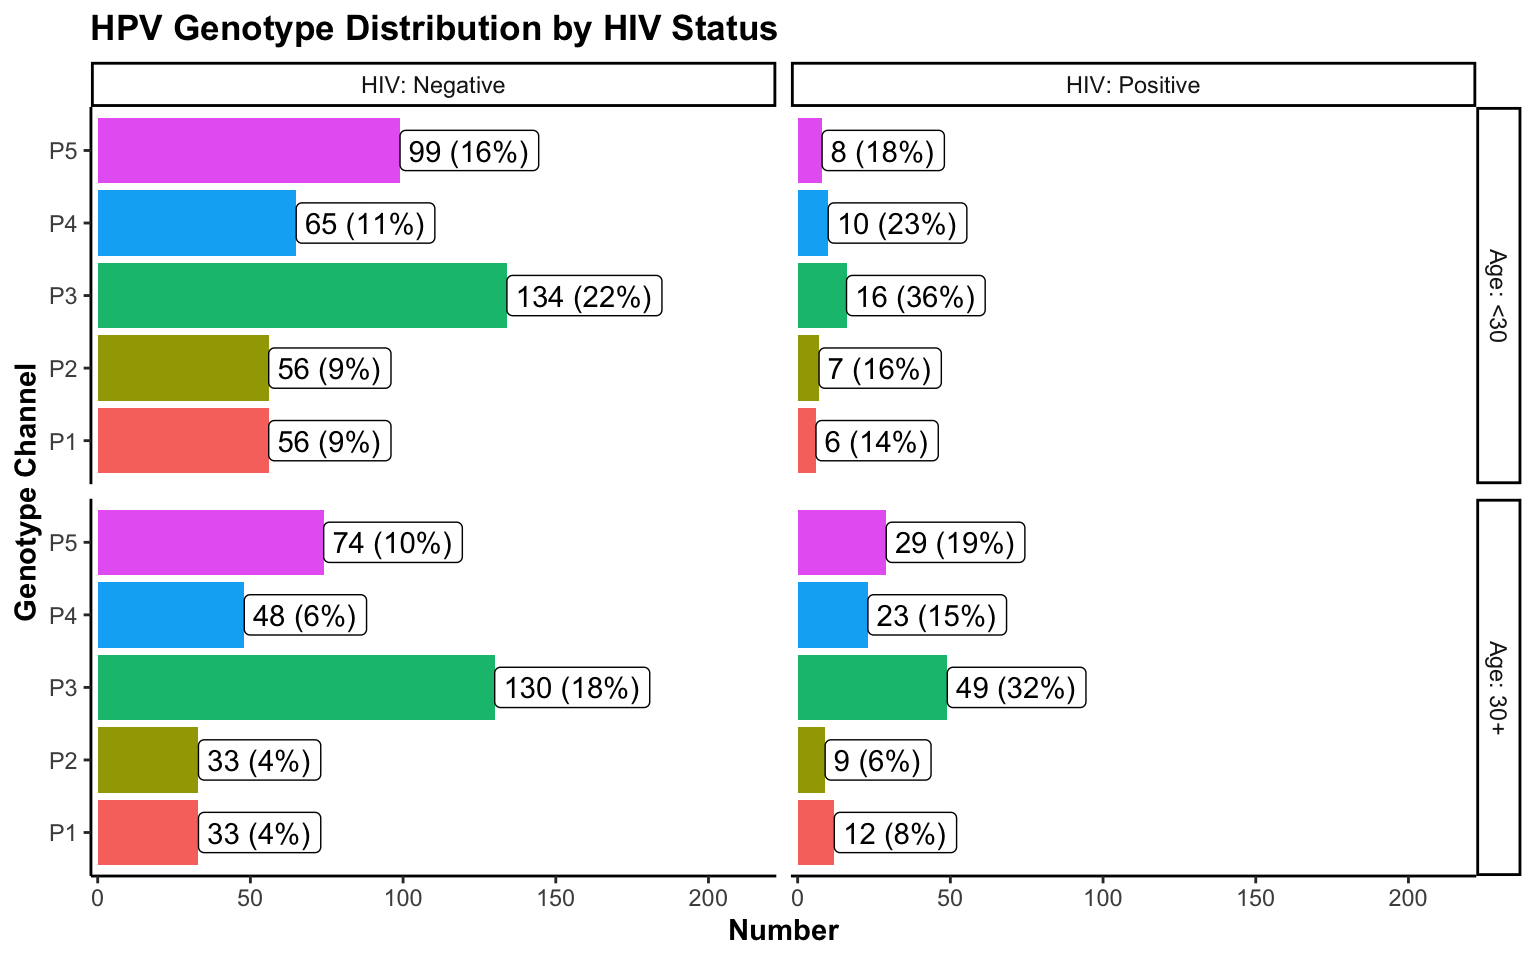 HPV Genotype Distribution by HIV Status
HIV: Negative
HIV: Positive
Genotype Channel
Age: <30
P5
99 (16%)
8 (18%)
P4
65 (11%)
10 (23%)
P3
134 (22%)
16 (36%)
P2
56 (9%)
7 (16%)
P1
56 (9%)
6 (14%)
Age: 30+
P5
74 (10%)
29 (19%)
P4
48 (6%)
23 (15%)
P3
130 (18%)
49 (32%)
P2
33 (4%)
9 (6%)
P1
33 (4%)
12 (8%)
0 50 100 150 200
0 50 100 150 200
Number